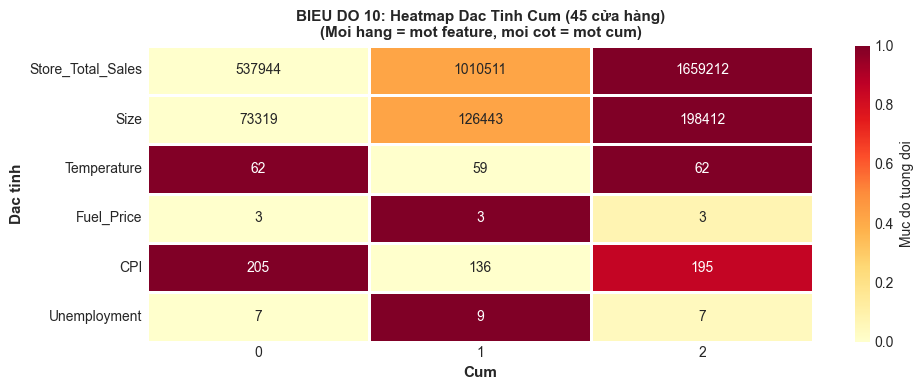 BIEU DO 10: Heatmap Dac Tinh Cum (45 cửa hàng)
(Moi hang = mot feature, moi cot = mot cum)
Store_Total_Sales 537944 1010511 1659212
Size 73319 126443 198412
Temperature 62 59 62
Fuel_Price 3 3 3
CPI 205 136 195
Unemployment 7 9 7
0 1 2
Cum
Dac tinh
1.0
0.8
0.6
0.4
0.2
0.0
Muc do tuong doi